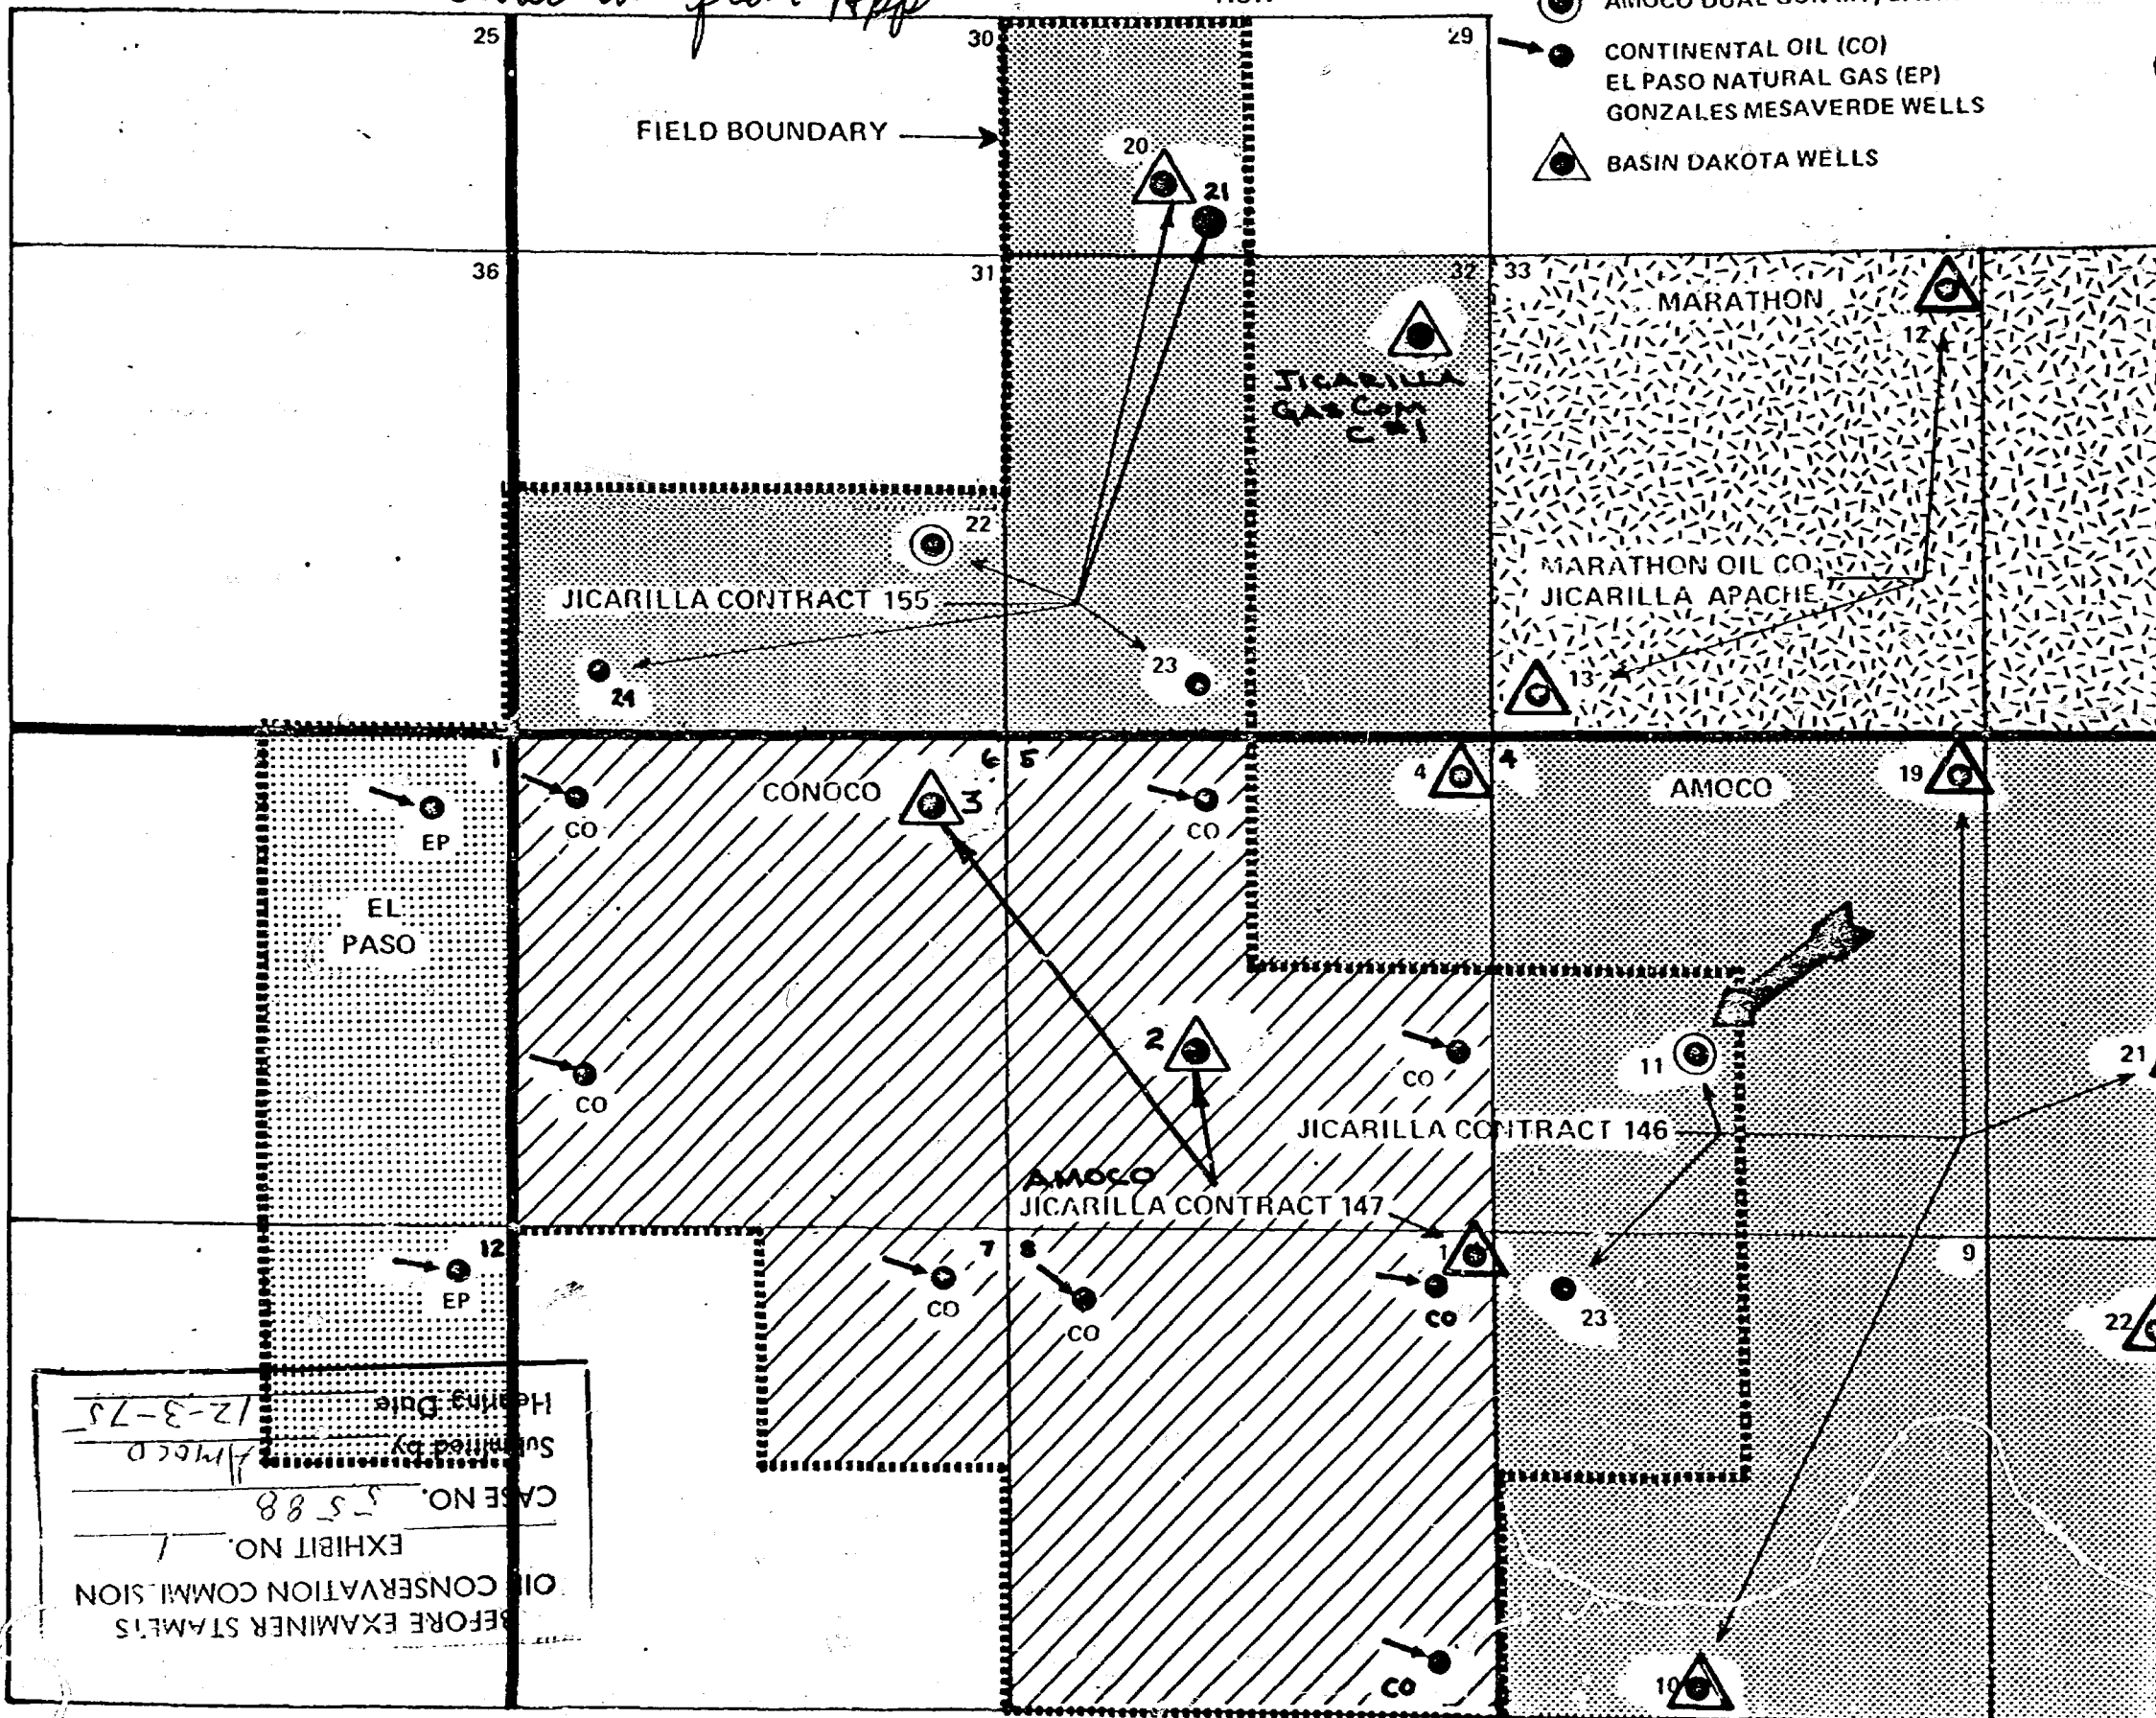 from App
AMOCO DUAL
CONTINENTAL OIL (CO)
EL PASO NATURAL GAS (EP)
GONZALES MESAVERDE WELLS
BASIN DAKOTA WELLS
25
30
29
FIELD BOUNDARY
20
21
36
31
32
33
MARATHON
12
JICARILLA
GAS COM
C #1
22
MARATHON OIL CO.
JICARILLA APACHE
JICARILLA CONTRACT 155
24
23
13
1
6
5
4
4
19
CONOCO
3
AMOCO
EP
CO
CO
EL
PASO
2
CO
CO
11
21
JICARILLA CONTRACT 146
AMOCO
JICARILLA CONTRACT 147
12
7
8
1
9
EP
CO
CO
CO
23
22
CO
10
BEFORE EXAMINER STAMETS
OIL CONSERVATION COMMISSION
EXHIBIT NO. 1
CASE NO. 5588
Submitted by Amoco
Hearing Date 12-3-75